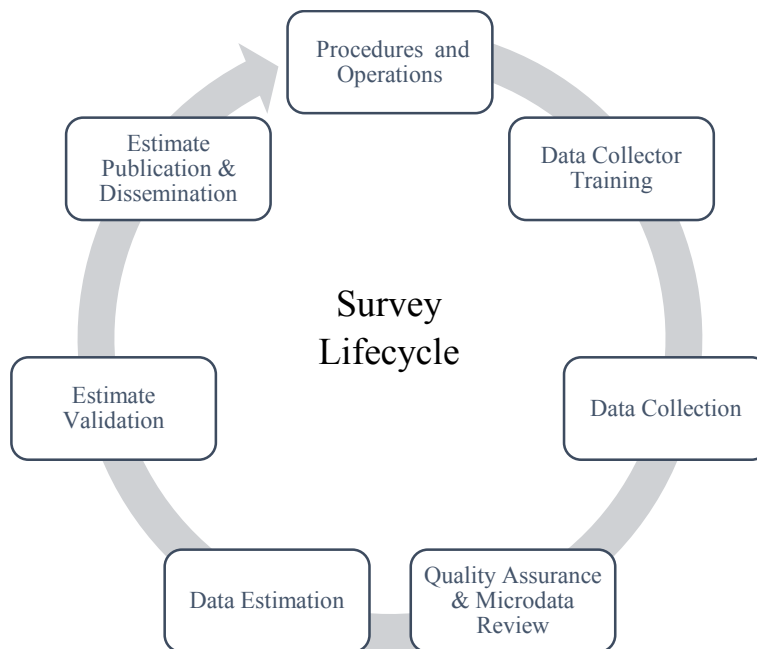 Procedures and
Operations
Data Collector
Training
Data Collection
Quality Assurance
& Microdata
Review
Data Estimation
Estimate
Validation
Estimate
Publication &
Dissemination
Survey
Lifecycle